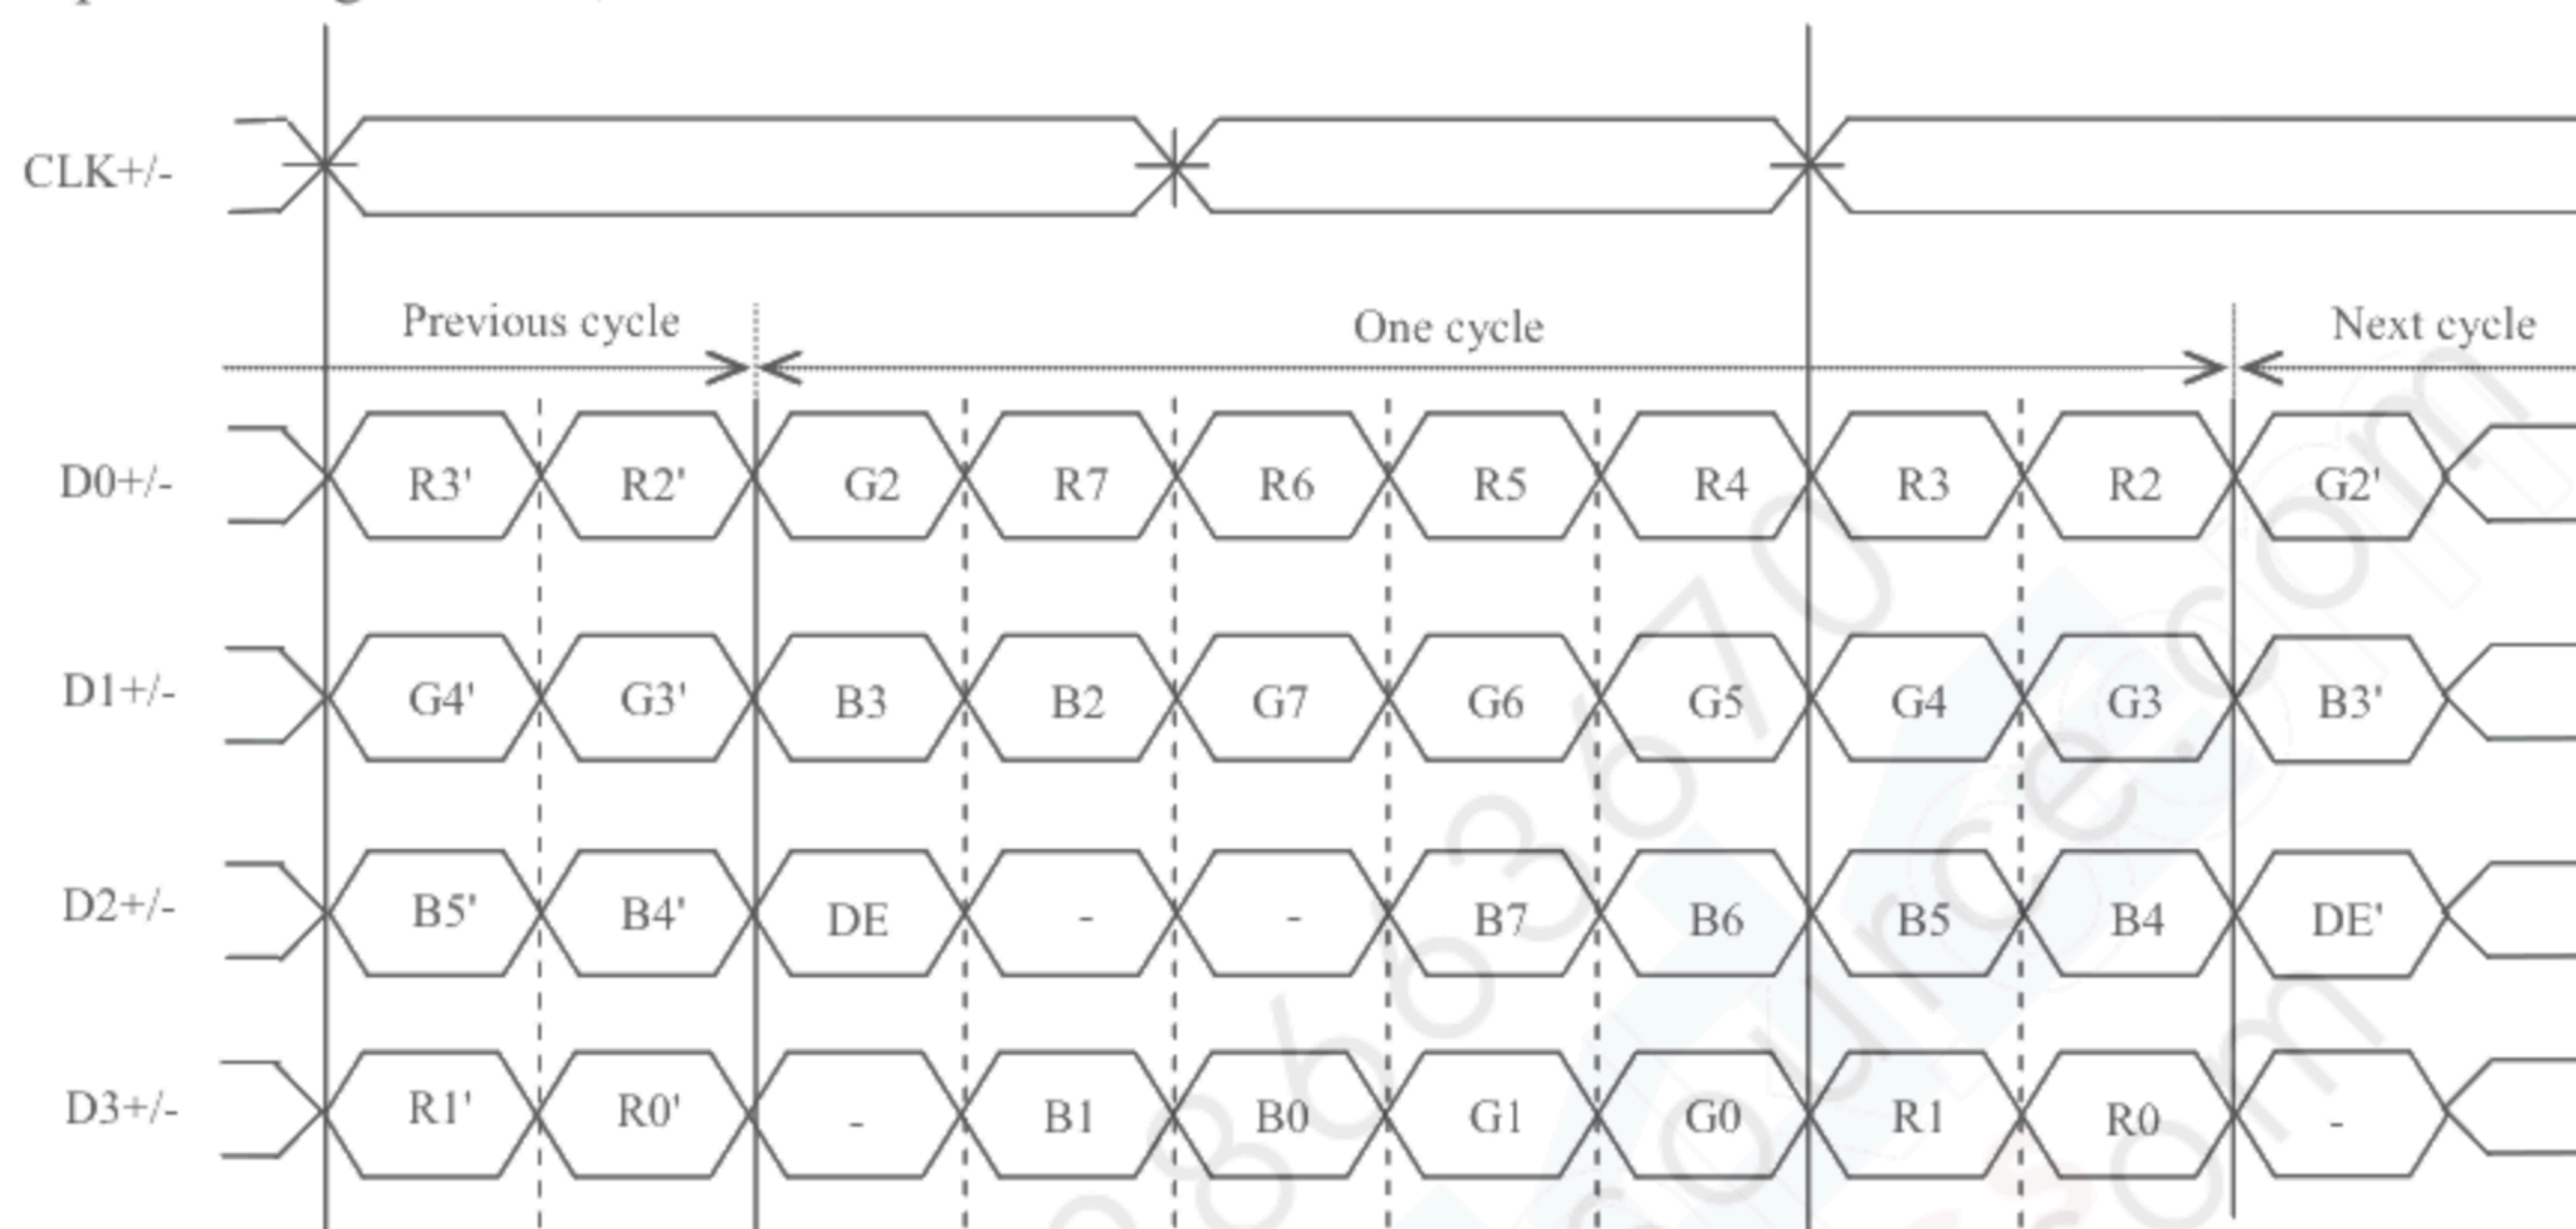 CLK+/-
Previous cycle One cycle Next cycle
D0+/- R3' R2' G2 R7 R6 R5 R4 R3 R2 G2'
D1+/- G4' G3' B3 B2 G7 G6 G5 G4 G3 B3'
D2+/- B5' B4' DE - - B7 B6 B5 B4 DE'
D3+/- R1' R0' - B1 B0 G1 G0 R1 R0 -